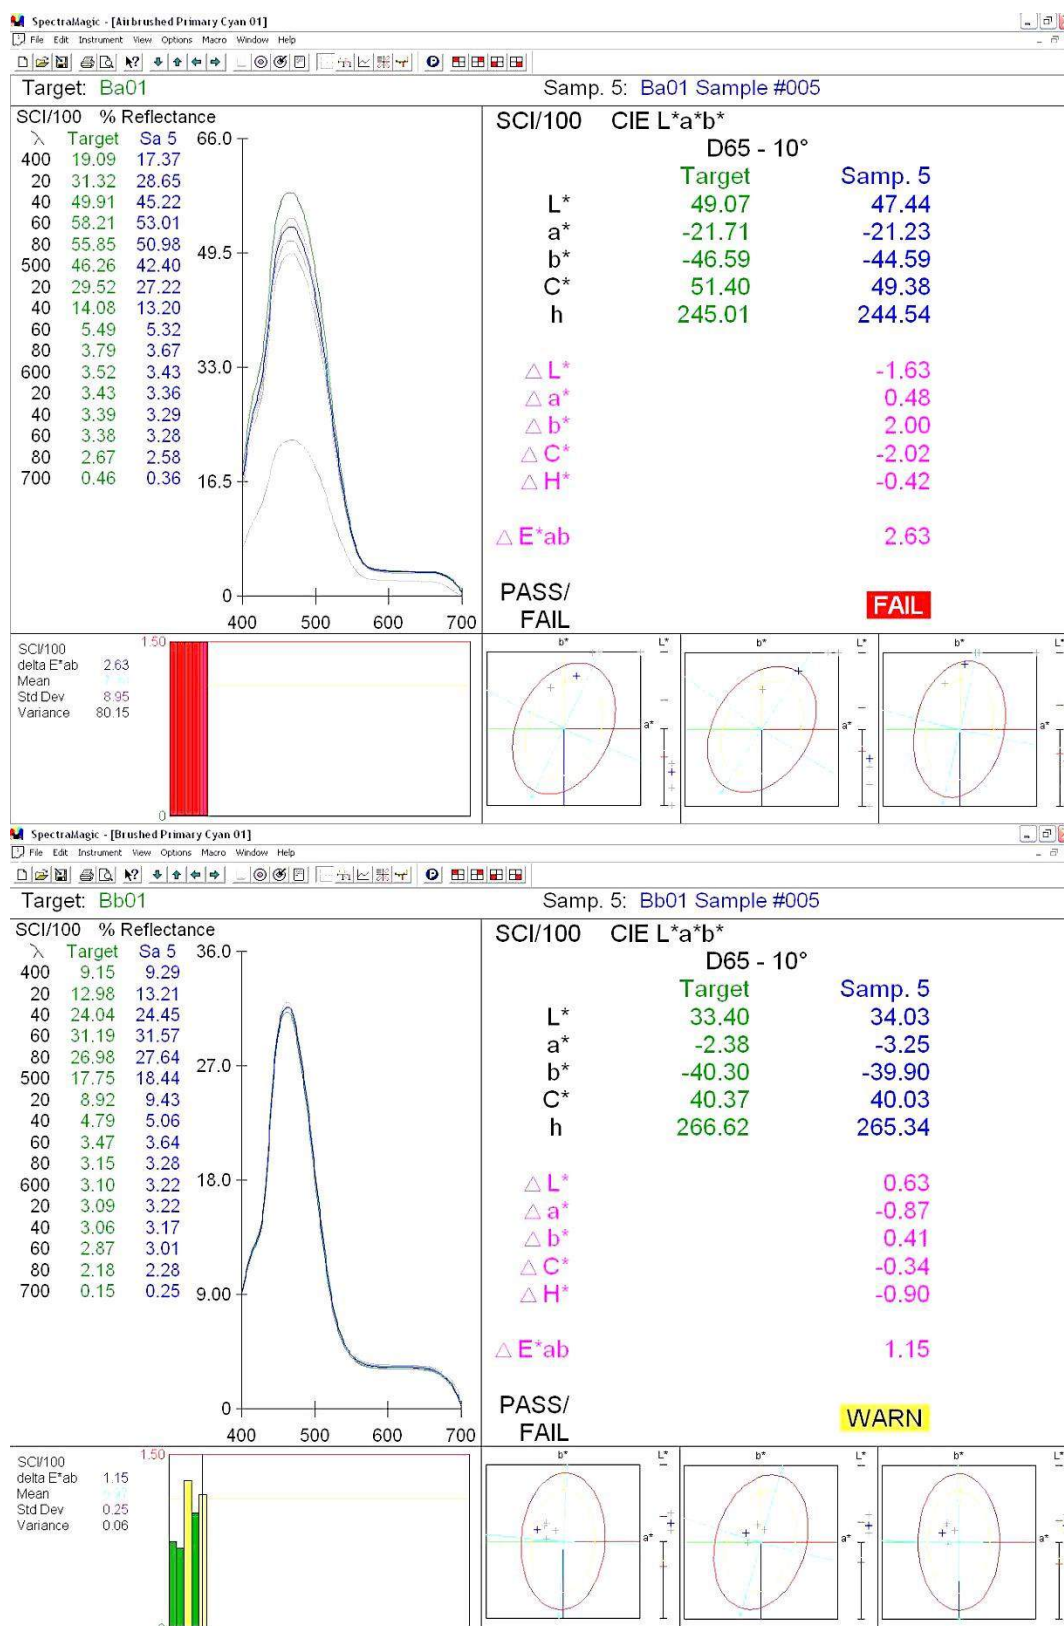 SpectraMagic - [Airbrushed Primary Cyan 01]
File Edit Instrument View Options Macro Window Help
Target: Ba01 Samp. 5: Ba01 Sample #005
SCI/100 % Reflectance
λ Target Sa 5
400 19.09 17.37
20 31.32 28.65
40 49.91 45.22
60 58.21 53.01
80 55.85 50.98
500 46.26 42.40
20 29.52 27.22
40 14.08 13.20
60 5.49 5.32
80 3.79 3.67
600 3.52 3.43
20 3.43 3.36
40 3.39 3.29
60 3.38 3.28
80 2.67 2.58
700 0.46 0.36
66.0
49.5
33.0
16.5
0
400 500 600 700
SCI/100 CIE L*a*b*
D65 - 10°
Target Samp. 5
L* 49.07 47.44
a* -21.71 -21.23
b* -46.59 -44.59
C* 51.40 49.38
h 245.01 244.54
△ L* -1.63
△ a* 0.48
△ b* 2.00
△ C* -2.02
△ H* -0.42
△ E*ab 2.63
PASS/
FAIL FAIL
SCI/100
delta E*ab 2.63
Mean
Std Dev 8.95
Variance 80.15
1.50
0
b* L* b* L* b* L*
a* a* a*
SpectraMagic - [Brushed Primary Cyan 01]
File Edit Instrument View Options Macro Window Help
Target: Bb01 Samp. 5: Bb01 Sample #005
SCI/100 % Reflectance
λ Target Sa 5
400 9.15 9.29
20 12.98 13.21
40 24.04 24.45
60 31.19 31.57
80 26.98 27.64
500 17.75 18.44
20 8.92 9.43
40 4.79 5.06
60 3.47 3.64
80 3.15 3.28
600 3.10 3.22
20 3.09 3.22
40 3.06 3.17
60 2.87 3.01
80 2.18 2.28
700 0.15 0.25
36.0
27.0
18.0
9.00
0
400 500 600 700
SCI/100 CIE L*a*b*
D65 - 10°
Target Samp. 5
L* 33.40 34.03
a* -2.38 -3.25
b* -40.30 -39.90
C* 40.37 40.03
h 266.62 265.34
△ L* 0.63
△ a* -0.87
△ b* 0.41
△ C* -0.34
△ H* -0.90
△ E*ab 1.15
PASS/
FAIL WARN
SCI/100
delta E*ab 1.15
Mean
Std Dev 0.25
Variance 0.06
1.50
b* L* b* L* b* L*
a* a* a*